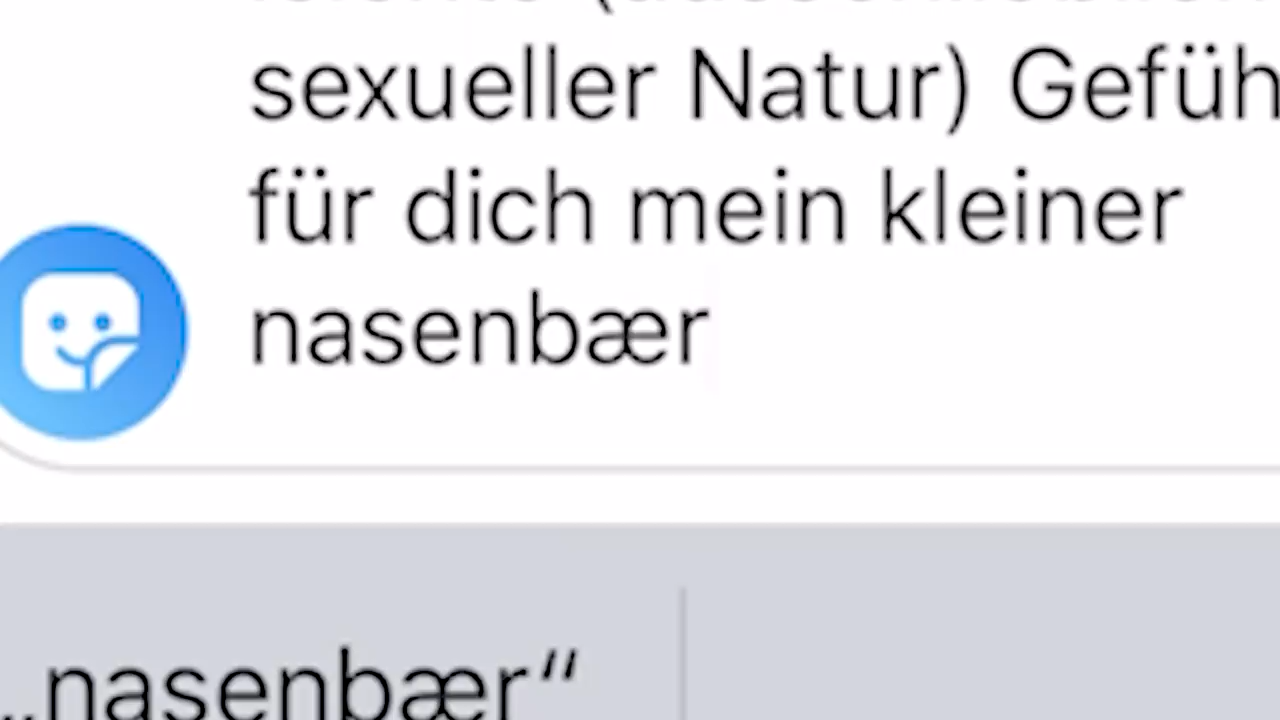 sexueller Natur) Gefüh
für dich mein kleiner
nasenbær
„nasenbær“